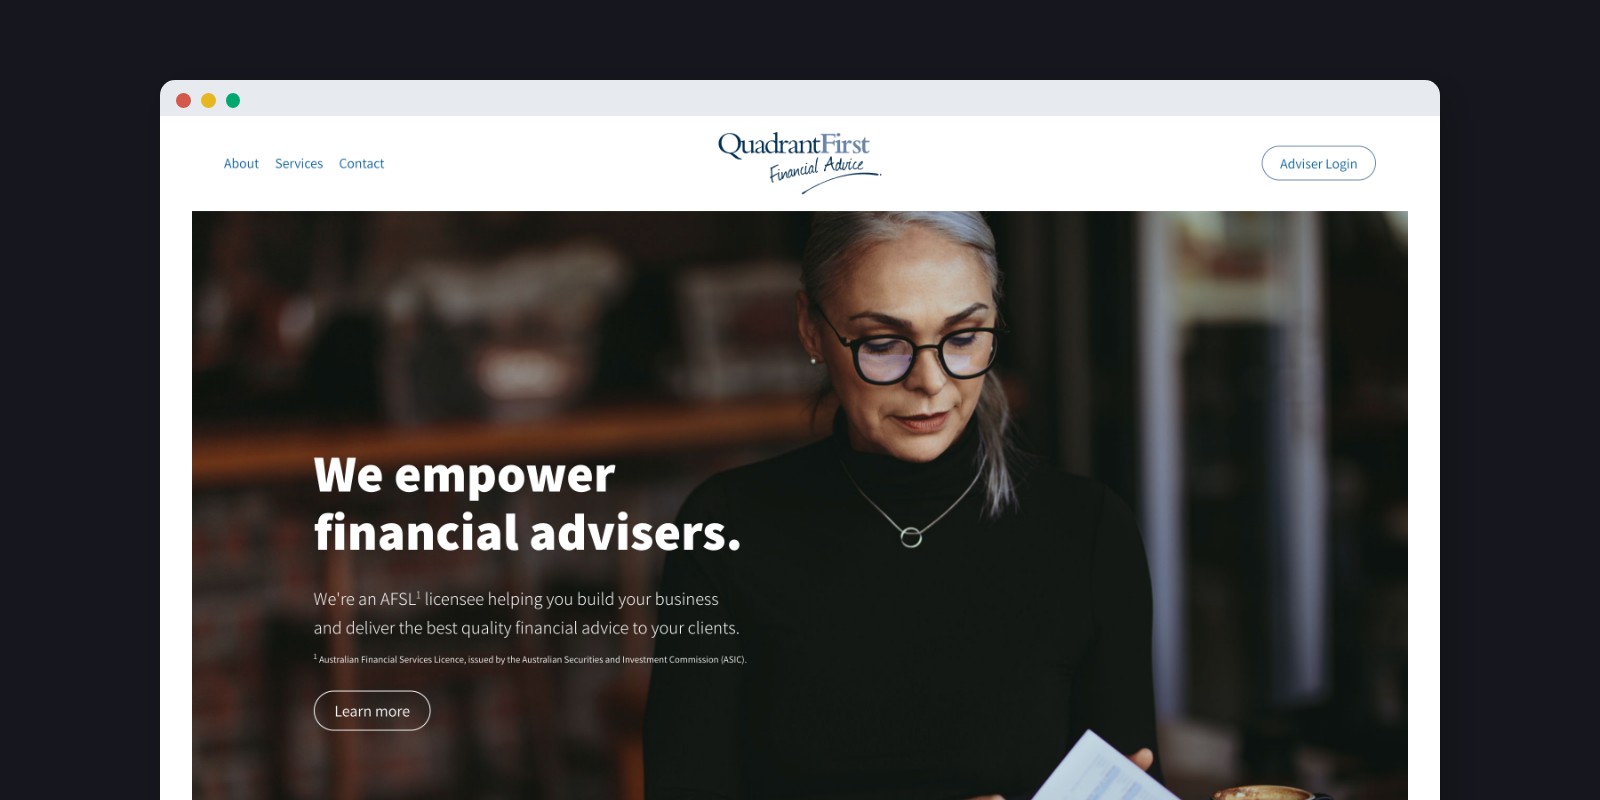 About Services Contact
QuadrantFirst
Financial Advice
Adviser Login
We empower
financial advisers.
We're an AFSL¹ licensee helping you build your business
and deliver the best quality financial advice to your clients.
¹ Australian Financial Services Licence, issued by the Australian Securities and Investment Commission (ASIC).
Learn more